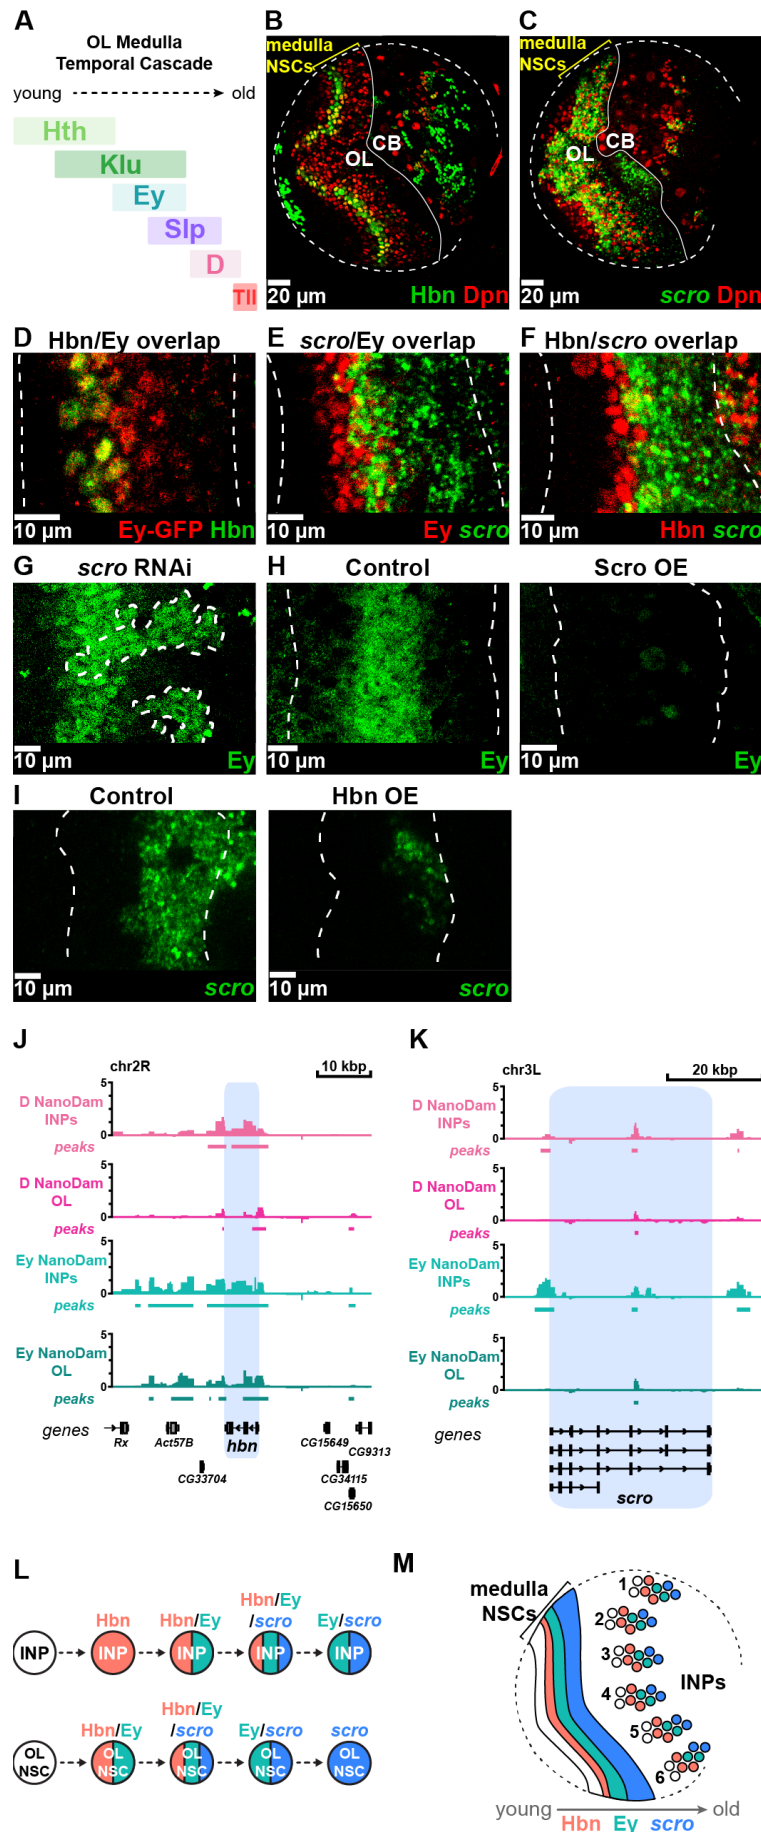 A
OL Medulla
Temporal Cascade
young
old
Hth
Klu
Ey
Slp
D
Tll
B
medulla
NSCs
OL
CB
20 µm
Hbn Dpn
C
medulla
NSCs
OL
CB
20 µm
scro Dpn
D
Hbn/Ey overlap
10 µm
Ey-GFP Hbn
E
scro/Ey overlap
10 µm
Ey scro
F
Hbn/scro overlap
10 µm
Hbn scro
G
scro RNAi
10 µm
Ey
H
Control
10 µm
Ey
Scro OE
10 µm
Ey
I
Control
10 µm
scro
Hbn OE
10 µm
scro
J
chr2R
10 kbp
5
D NanoDam
INPs
0
peaks
5
D NanoDam
OL
0
peaks
5
Ey NanoDam
INPs
0
peaks
5
Ey NanoDam
OL
0
peaks
genes
Rx
Act57B
CG33704
hbn
CG15649
CG9313
CG34115
CG15650
K
chr3L
20 kbp
5
D NanoDam
INPs
0
peaks
5
D NanoDam
OL
0
peaks
5
Ey NanoDam
INPs
0
peaks
5
Ey NanoDam
OL
0
peaks
genes
scro
L
Hbn
Hbn/Ey
Hbn/Ey
/scro
Ey/scro
INP
INP
INP
INP
INP
Hbn/Ey
Hbn/Ey
/scro
Ey/scro
scro
OL
NSC
OL
NSC
OL
NSC
OL
NSC
OL
NSC
M
medulla
NSCs
1
2
3
4
5
6
INPs
young
old
Hbn Ey scro